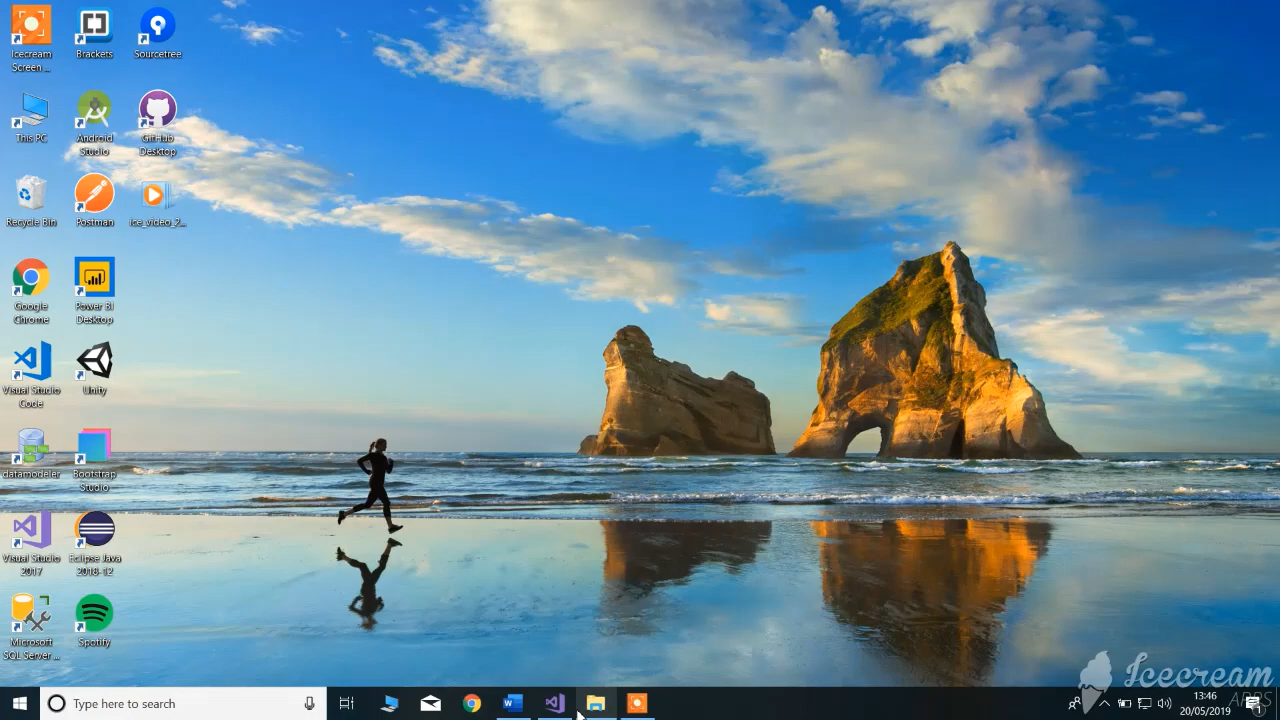 Icecream
Screen ...
Brackets
Sourcetree
This PC
Android
Studio
GitHub
Desktop
Recycle Bin
Postman
ice_video_2...
Google
Chrome
Power BI
Desktop
Visual Studio
Code
Unity
datamodeler
Bootstrap
Studio
Visual Studio
2017
Eclipse Java
2018-12
Microsoft
SQL Server ...
Spotify
Icecream
APPS
Type here to search
W
13:46
20/05/2019
1